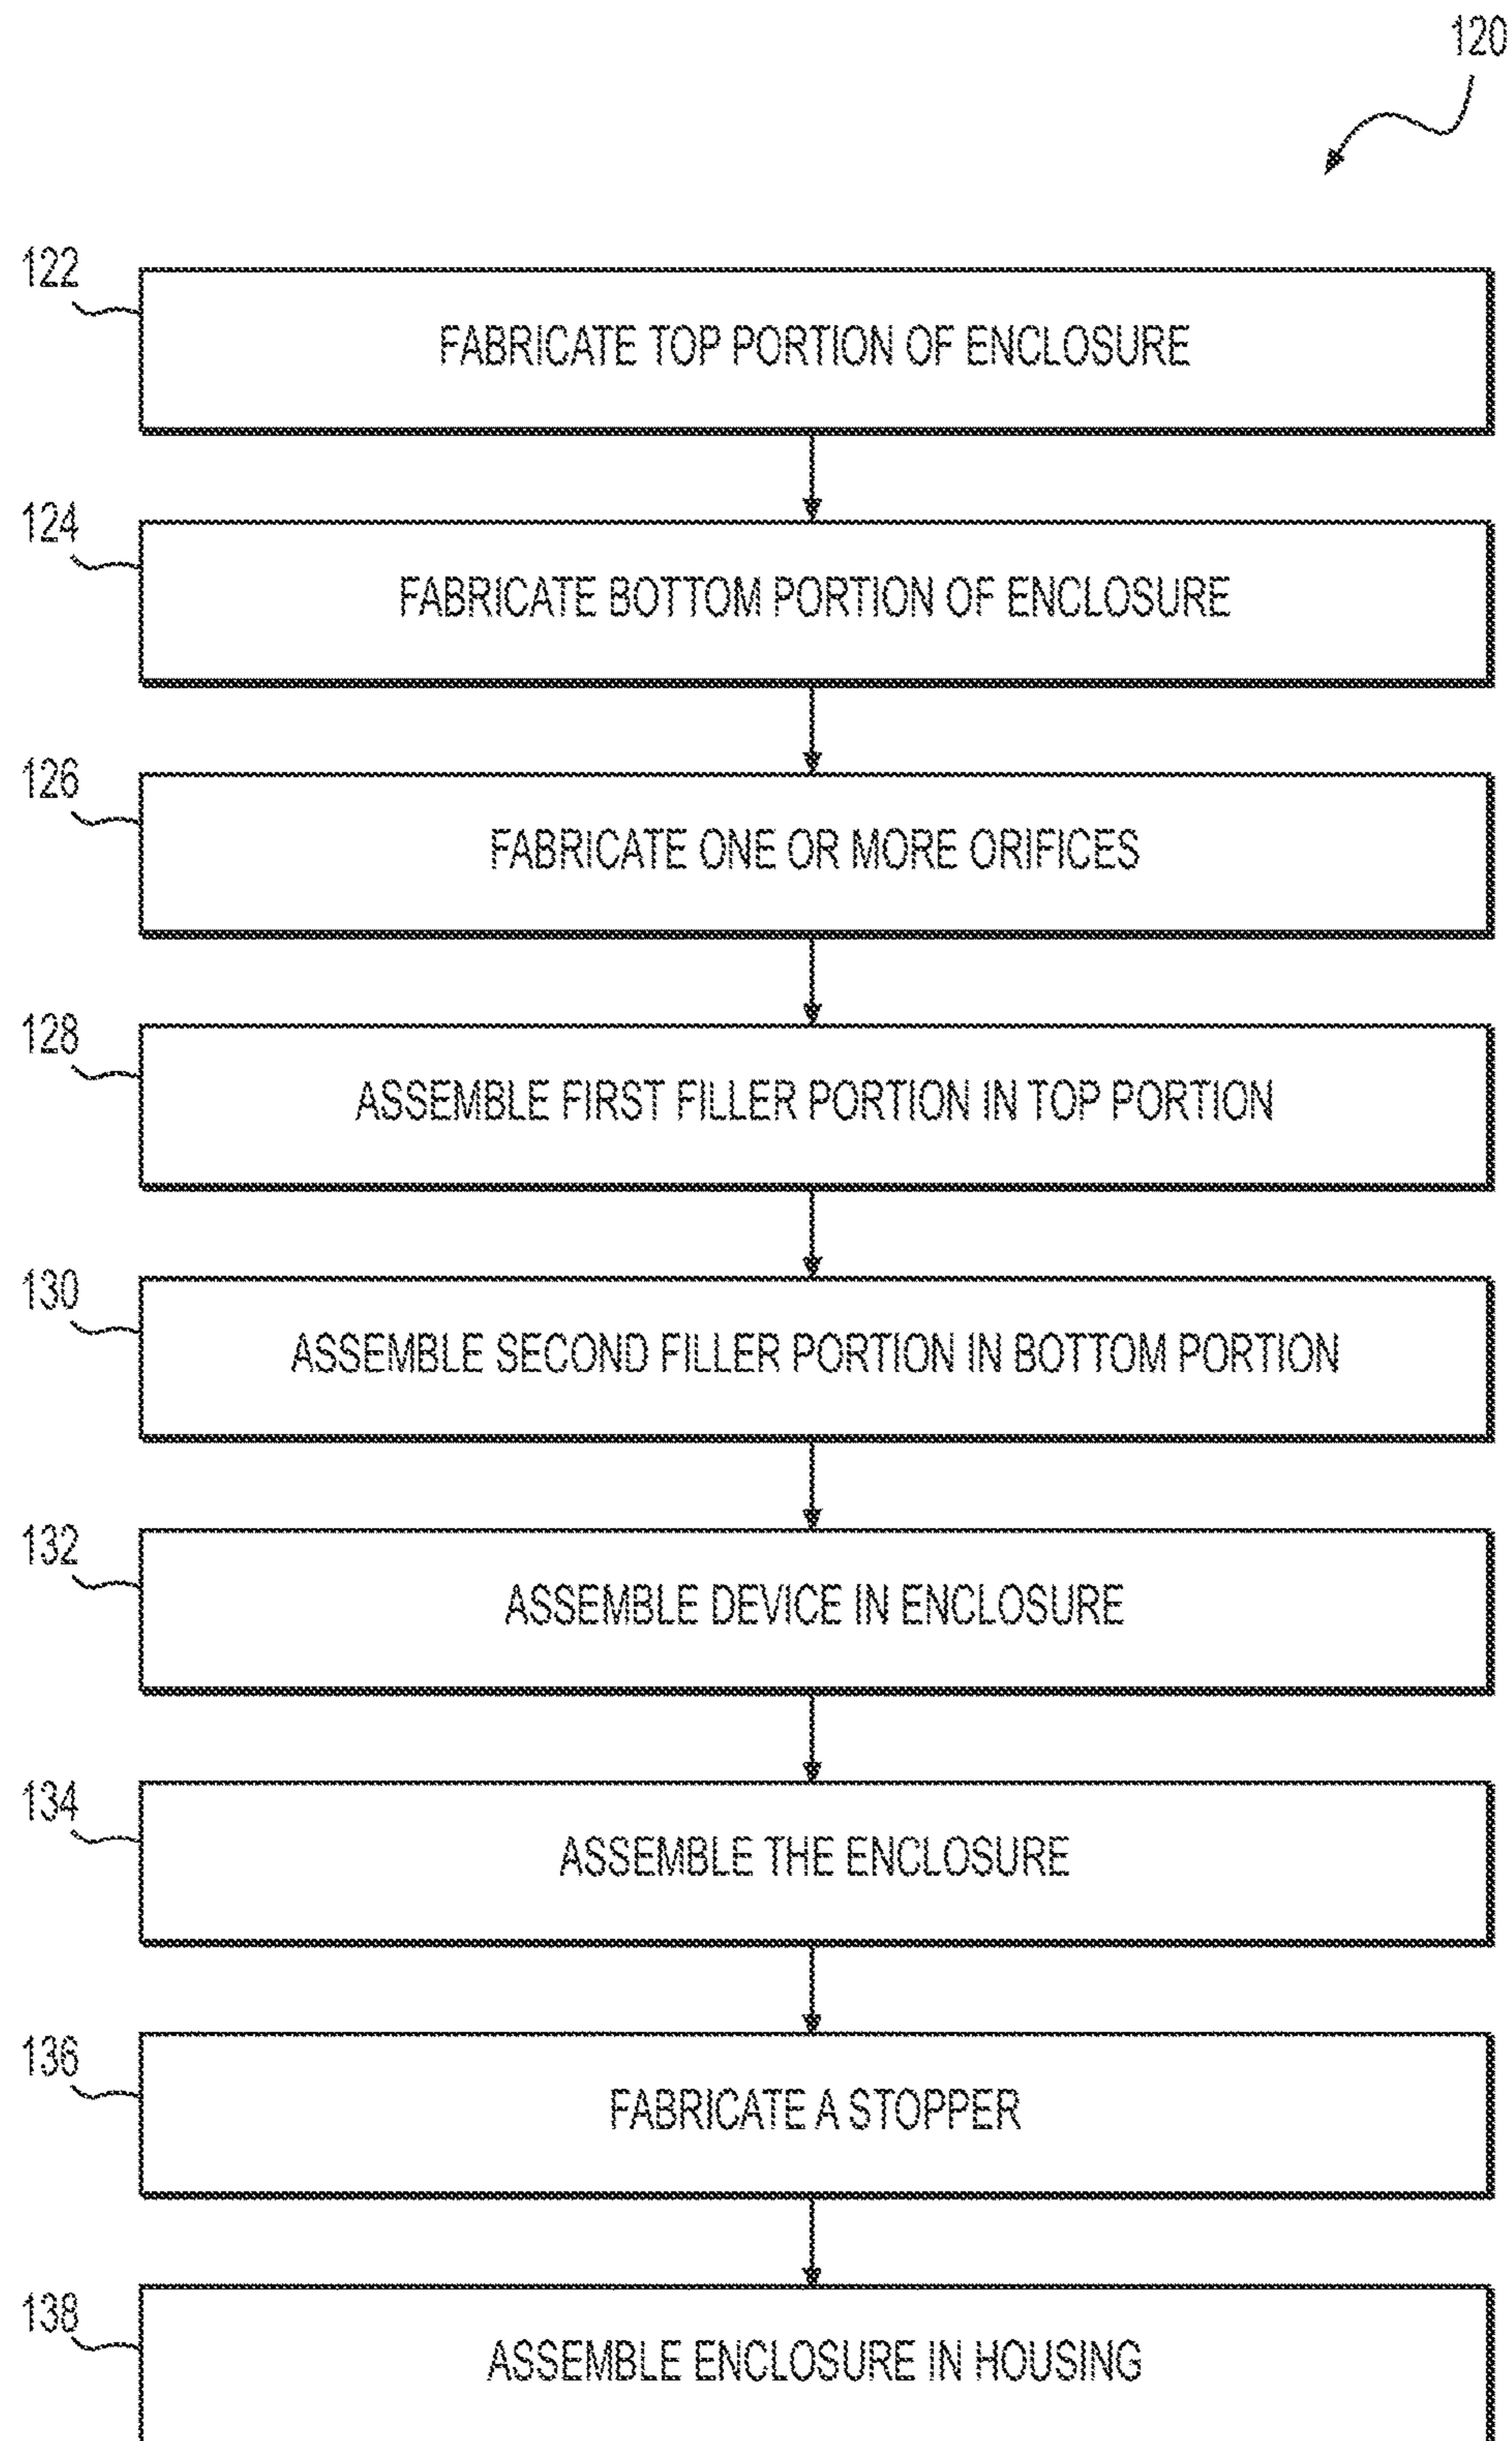 120
122
FABRICATE TOP PORTION OF ENCLOSURE
124
FABRICATE BOTTOM PORTION OF ENCLOSURE
126
FABRICATE ONE OR MORE ORIFICES
128
ASSEMBLE FIRST FILLER PORTION IN TOP PORTION
130
ASSEMBLE SECOND FILLER PORTION IN BOTTOM PORTION
132
ASSEMBLE DEVICE IN ENCLOSURE
134
ASSEMBLE THE ENCLOSURE
136
FABRICATE A STOPPER
138
ASSEMBLE ENCLOSURE IN HOUSING